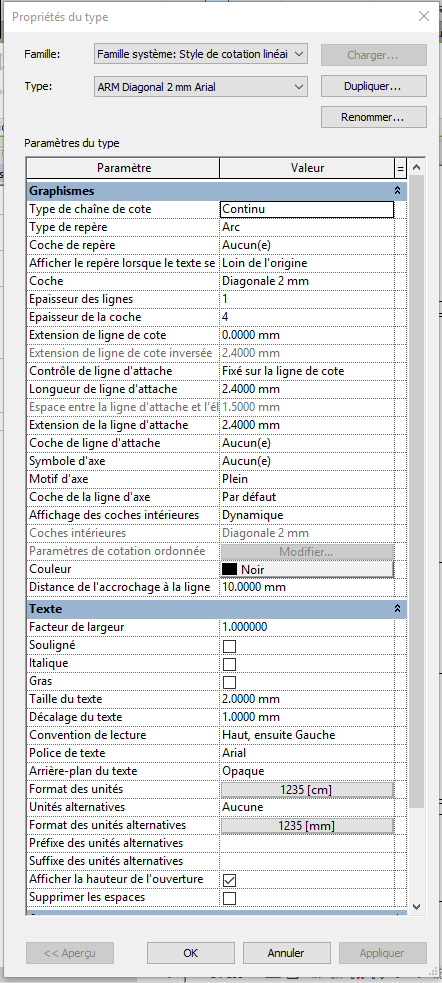 Propriétés du type
Famille: Famille système: Style de cotation linéai Charger...
Type: ARM Diagonal 2 mm Arial Dupliquer...
Renommer...
Paramètres du type
Paramètre Valeur =
Graphismes
Type de chaîne de cote Continu
Type de repère Arc
Coche de repère Aucun(e)
Afficher le repère lorsque le texte se Loin de l'origine
Coche Diagonale 2 mm
Epaisseur des lignes 1
Epaisseur de la coche 4
Extension de ligne de cote 0.0000 mm
Extension de ligne de cote inversée 2.4000 mm
Contrôle de ligne d'attache Fixé sur la ligne de cote
Longueur de ligne d'attache 2.4000 mm
Espace entre la ligne d'attache et l'él 1.5000 mm
Extension de la ligne d'attache 2.4000 mm
Coche de ligne d'attache Aucun(e)
Symbole d'axe Aucun(e)
Motif d'axe Plein
Coche de la ligne d'axe Par défaut
Affichage des coches intérieures Dynamique
Coches intérieures Diagonale 2 mm
Paramètres de cotation ordonnée Modifier...
Couleur Noir
Distance de l'accrochage à la ligne 10.0000 mm
Texte
Facteur de largeur 1.000000
Souligné
Italique
Gras
Taille du texte 2.0000 mm
Décalage du texte 1.0000 mm
Convention de lecture Haut, ensuite Gauche
Police de texte Arial
Arrière-plan du texte Opaque
Format des unités 1235 [cm]
Unités alternatives Aucune
Format des unités alternatives 1235 [mm]
Préfixe des unités alternatives
Suffixe des unités alternatives
Afficher la hauteur de l'ouverture
Supprimer les espaces
<< Aperçu OK Annuler Appliquer